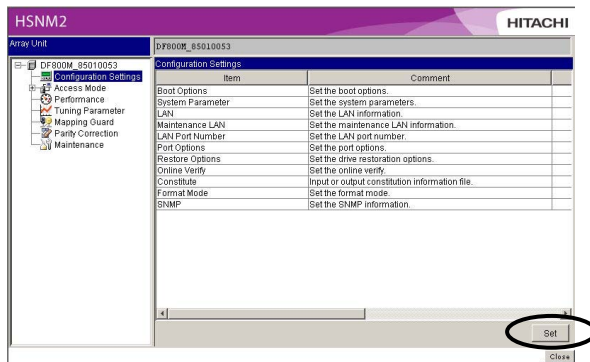 HSNM2
HITACHI
Array Unit
DF800M_85010053
DF800M_85010053
Configuration Settings
Access Mode
Performance
Tuning Parameter
Mapping Guard
Parity Correction
Maintenance
Configuration Settings
Item Comment
Boot Options Set the boot options.
System Parameter Set the system parameters.
LAN Set the LAN information.
Maintenance LAN Set the maintenance LAN information.
LAN Port Number Set the LAN port number.
Port Options Set the port options.
Restore Options Set the drive restoration options.
Online Verify Set the online verify.
Constitute Input or output constitution information file.
Format Mode Set the format mode.
SNMP Set the SNMP information.
Set
Close